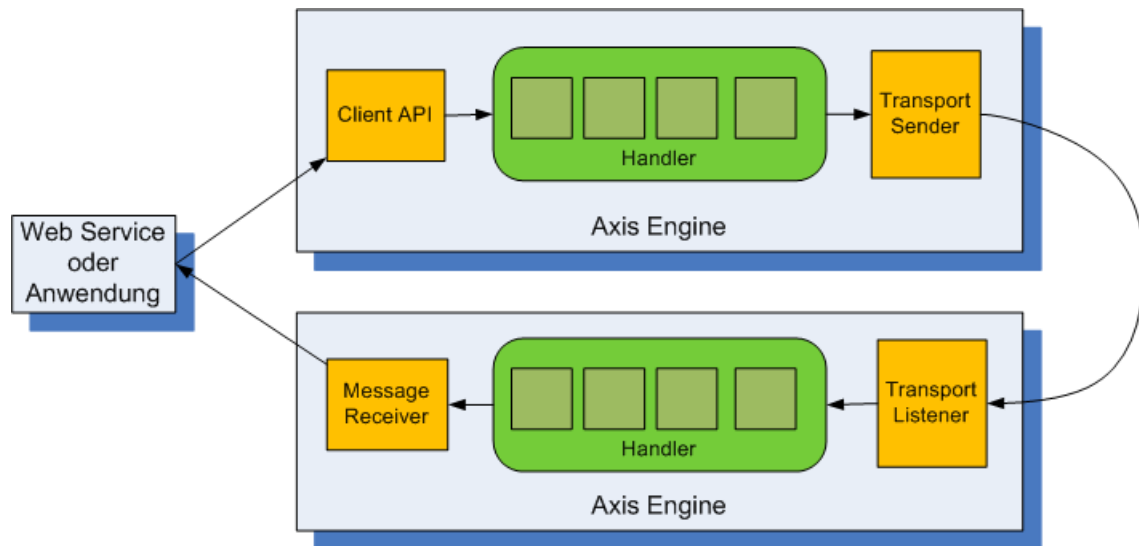 Client API
Handler
Transport
Sender
Axis Engine
Web Service
oder
Anwendung
Message
Receiver
Handler
Transport
Listener
Axis Engine